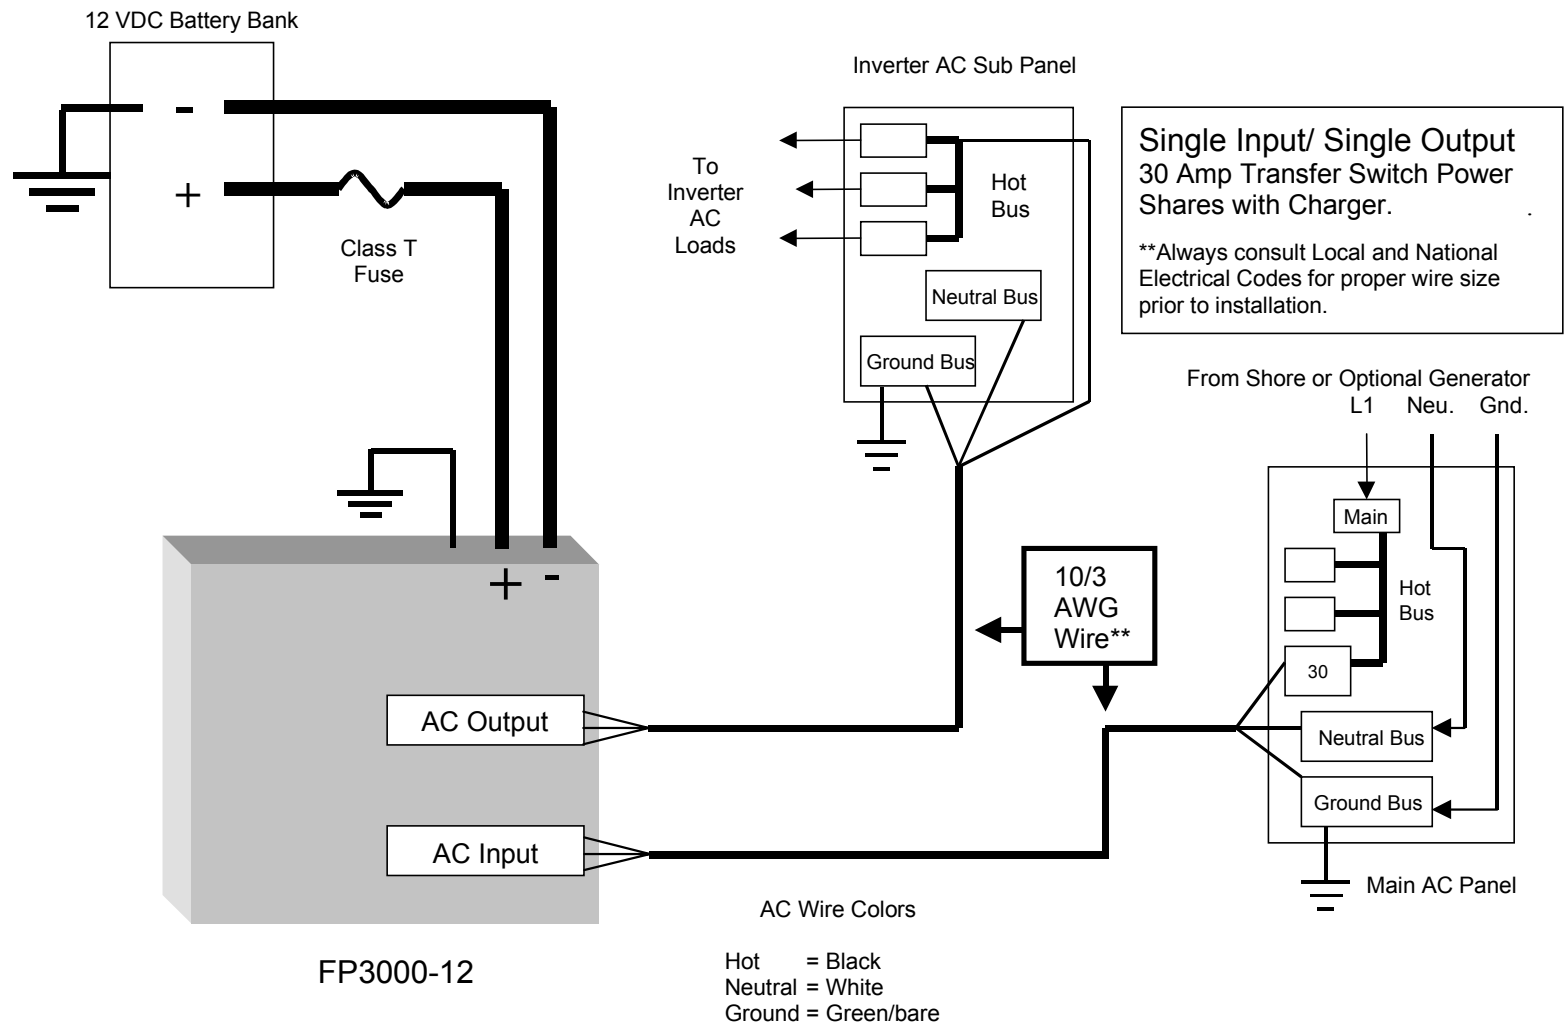 12 VDC Battery Bank
-
+
Class T
Fuse
Inverter AC Sub Panel
To
Inverter
AC
Loads
Hot
Bus
Neutral Bus
Ground Bus
Single Input/ Single Output
30 Amp Transfer Switch Power
Shares with Charger.
.
**Always consult Local and National
Electrical Codes for proper wire size
prior to installation.
From Shore or Optional Generator
L1 Neu. Gnd.
Main
Hot
Bus
30
Neutral Bus
Ground Bus
Main AC Panel
10/3
AWG
Wire**
+ -
AC Output
AC Input
FP3000-12
AC Wire Colors
Hot = Black
Neutral = White
Ground = Green/bare